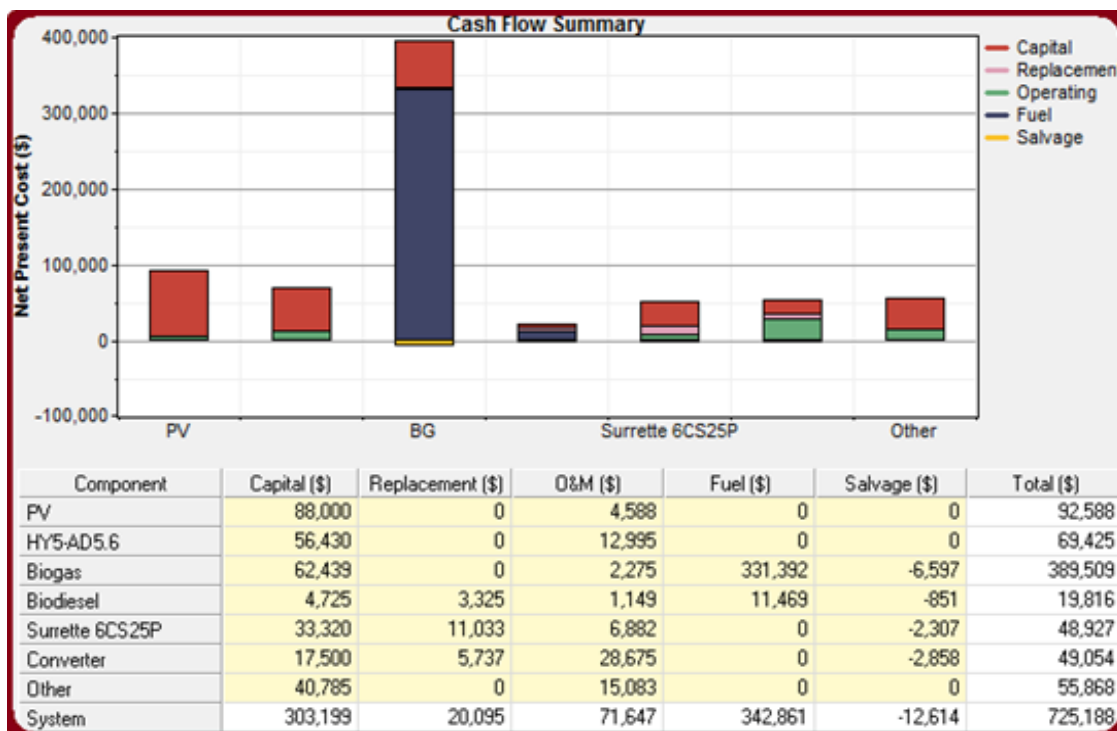 Cash Flow Summary
Net Present Cost ($)
400,000
300,000
200,000
100,000
0
-100,000
Capital
Replacemen
Operating
Fuel
Salvage
PV BG Surrette 6CS25P Other
Component Capital ($) Replacement ($) O&M ($) Fuel ($) Salvage ($) Total ($)
PV 88,000 0 4,588 0 0 92,588
HY5-AD5.6 56,430 0 12,995 0 0 69,425
Biogas 62,439 0 2,275 331,392 -6,597 389,509
Biodiesel 4,725 3,325 1,149 11,469 -851 19,816
Surrette 6CS25P 33,320 11,033 6,882 0 -2,307 48,927
Converter 17,500 5,737 28,675 0 -2,858 49,054
Other 40,785 0 15,083 0 0 55,868
System 303,199 20,095 71,647 342,861 -12,614 725,188